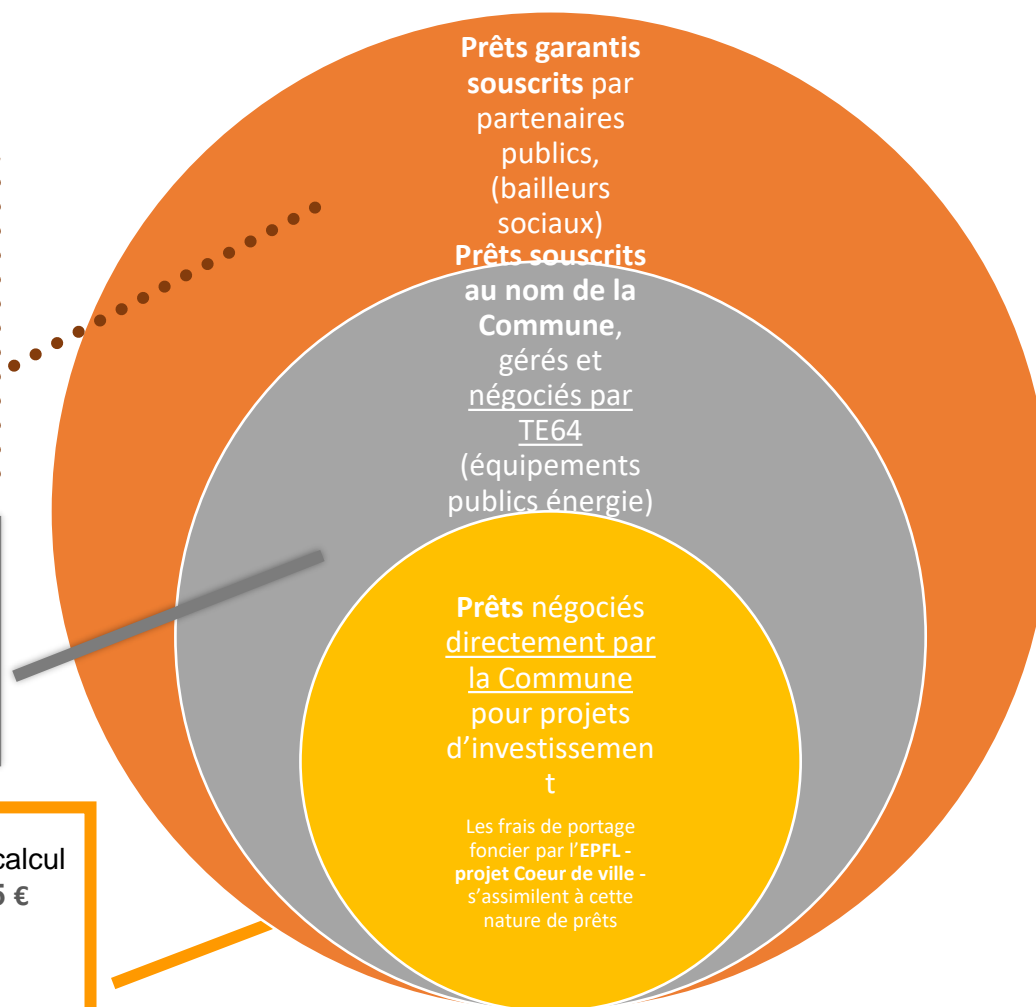 Prêts garantis
souscrits par
partenaires
publics,
(bailleurs
sociaux)
Prêts souscrits
au nom de la
Commune,
gérés et
négociés par
TE64
(équipements
publics énergie)
Prêts négociés
directement par
la Commune
pour projets
d'investissemen
t
Les frais de portage
foncier par l'EPFL -
projet Coeur de ville -
s'assimilent à cette
nature de prêts
calcul
5 €